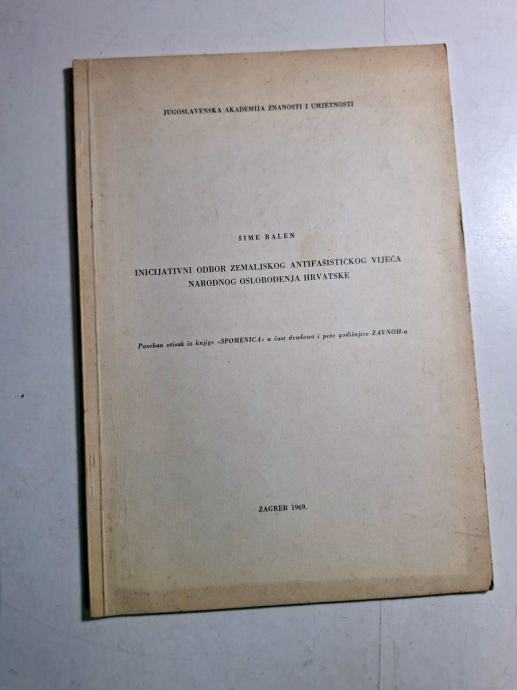 JUGOSLAVENSKA AKADEMIJA ZNANOSTI I UMJETNOSTI
ŠIME BALEN
INICIJATIVNI ODBOR ZEMALJSKOG ANTIFAŠISTIČKOG VIJEĆA
NARODNOG OSLOBOĐENJA HRVATSKE
Poseban otisak iz knjige »SPOMENICA« u čast dvadeset i pete godišnjice ZAVNOH-a
ZAGREB 1969.